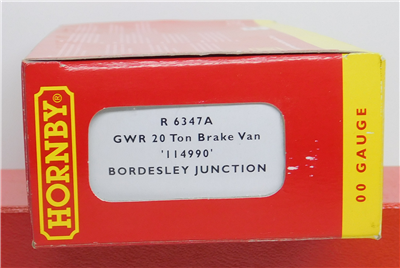 HORNBY®
R 6347A
GWR 20 Ton Brake Van
'114990'
BORDESLEY JUNCTION
00 GAUGE